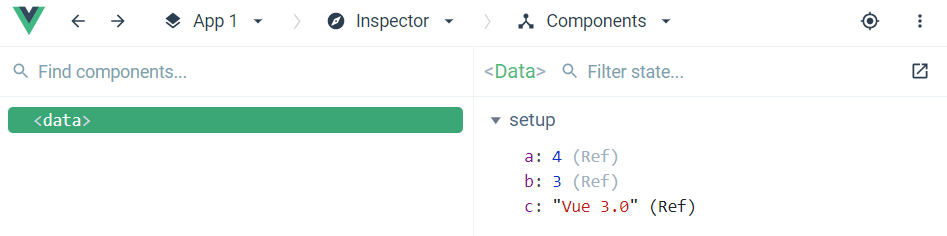 App 1 Inspector Components
Find components...
<Data> Filter state...
<data>
setup
a: 4 (Ref)
b: 3 (Ref)
c: "Vue 3.0" (Ref)